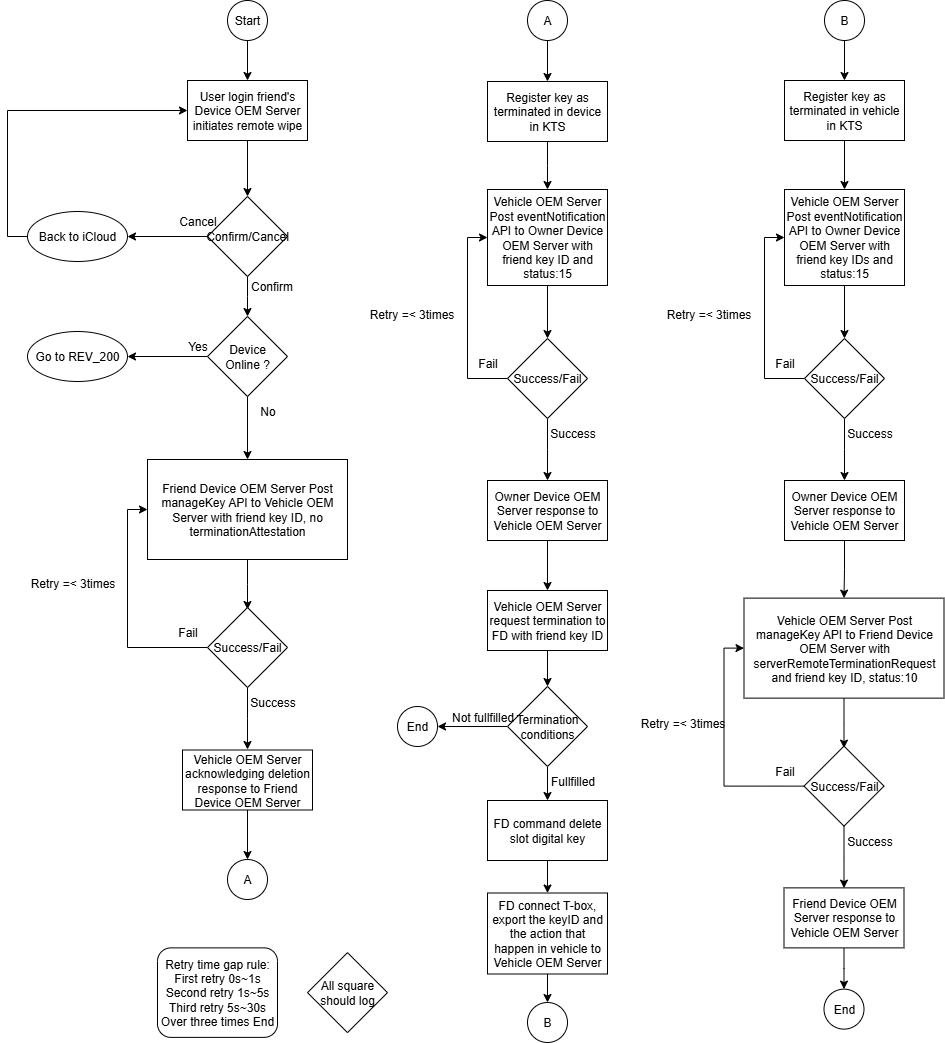 Start
User login friend's
Device OEM Server
initiates remote wipe
Cancel
Back to iCloud
Confirm/Cancel
Confirm
Go to REV_200
Yes
Device
Online ?
No
Friend Device OEM Server Post
manageKey API to Vehicle OEM
Server with friend key ID, no
terminationAttestation
Retry =< 3times
Fail
Success/Fail
Success
Vehicle OEM Server
acknowledging deletion
response to Friend
Device OEM Server
A
Retry time gap rule:
First retry 0s~1s
Second retry 1s~5s
Third retry 5s~30s
Over three times End
All square
should log
A
Register key as
terminated in device
in KTS
Vehicle OEM Server
Post eventNotification
API to Owner Device
OEM Server with
friend key ID and
status:15
Retry =< 3times
Fail
Success/Fail
Success
Owner Device OEM
Server response to
Vehicle OEM Server
Vehicle OEM Server
request termination to
FD with friend key ID
End
Not fullfilled
Termination
conditions
Fullfilled
FD command delete
slot digital key
FD connect T-box,
export the keyID and
the action that
happen in vehicle to
Vehicle OEM Server
B
B
Register key as
terminated in vehicle
in KTS
Vehicle OEM Server
Post eventNotification
API to Owner Device
OEM Server with
friend key IDs and
status:15
Retry =< 3times
Fail
Success/Fail
Success
Owner Device OEM
Server response to
Vehicle OEM Server
Vehicle OEM Server Post
manageKey API to Friend Device
OEM Server with
serverRemoteTerminationRequest
and friend key ID, status:10
Retry =< 3times
Fail
Success/Fail
Success
Friend Device OEM
Server response to
Vehicle OEM Server
End